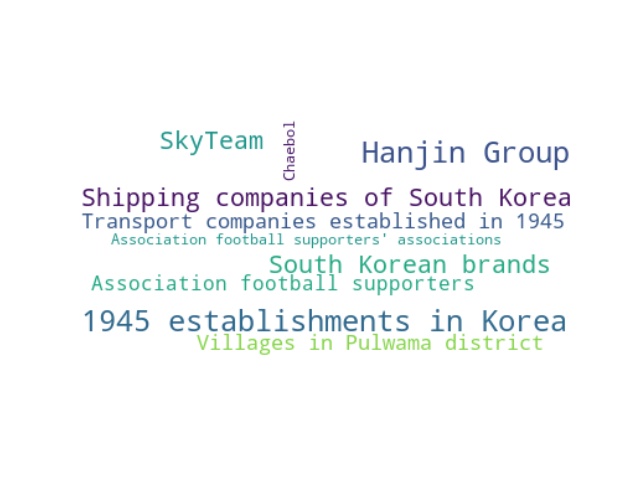 SkyTeam
Chaebol
Hanjin Group
Shipping companies of South Korea
Transport companies established in 1945
Association football supporters' associations
South Korean brands
Association football supporters
1945 establishments in Korea
Villages in Pulwama district